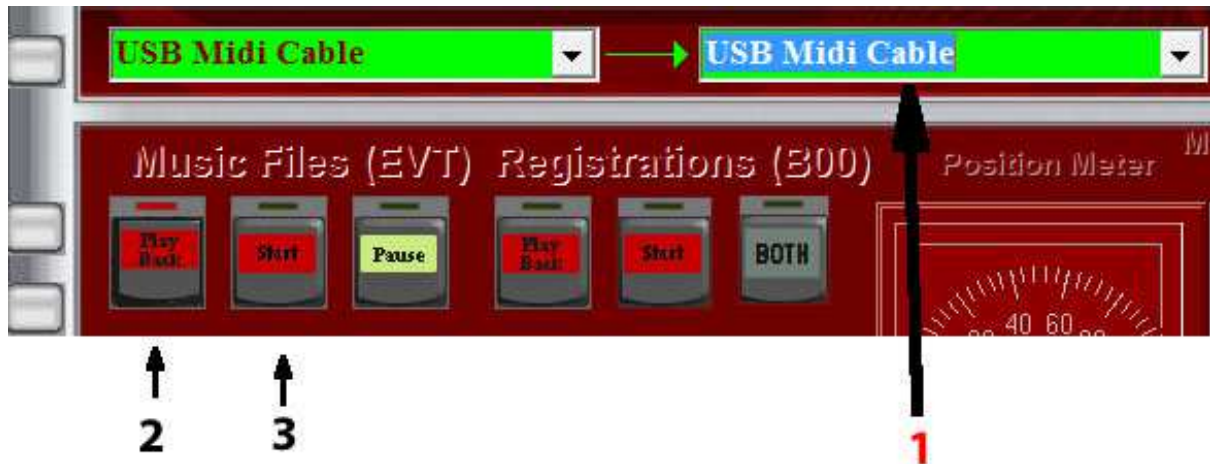 USB Midi Cable USB Midi Cable
Music Files (EVT) Registrations (B00) Position Meter M
Play Back Start Pause Play Back Start BOTH
40 60
2 3 1